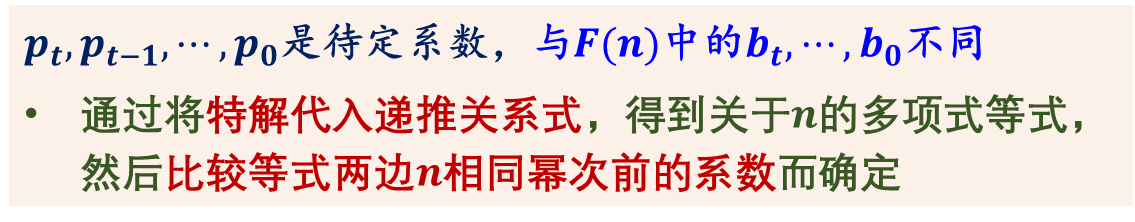 pₜ, pₜ₋₁, ⋯, p₀是待定系数，与F(n)中的bₜ, ⋯, b₀不同
• 通过将特解代入递推关系式，得到关于n的多项式等式，
然后比较等式两边n相同幂次前的系数而确定